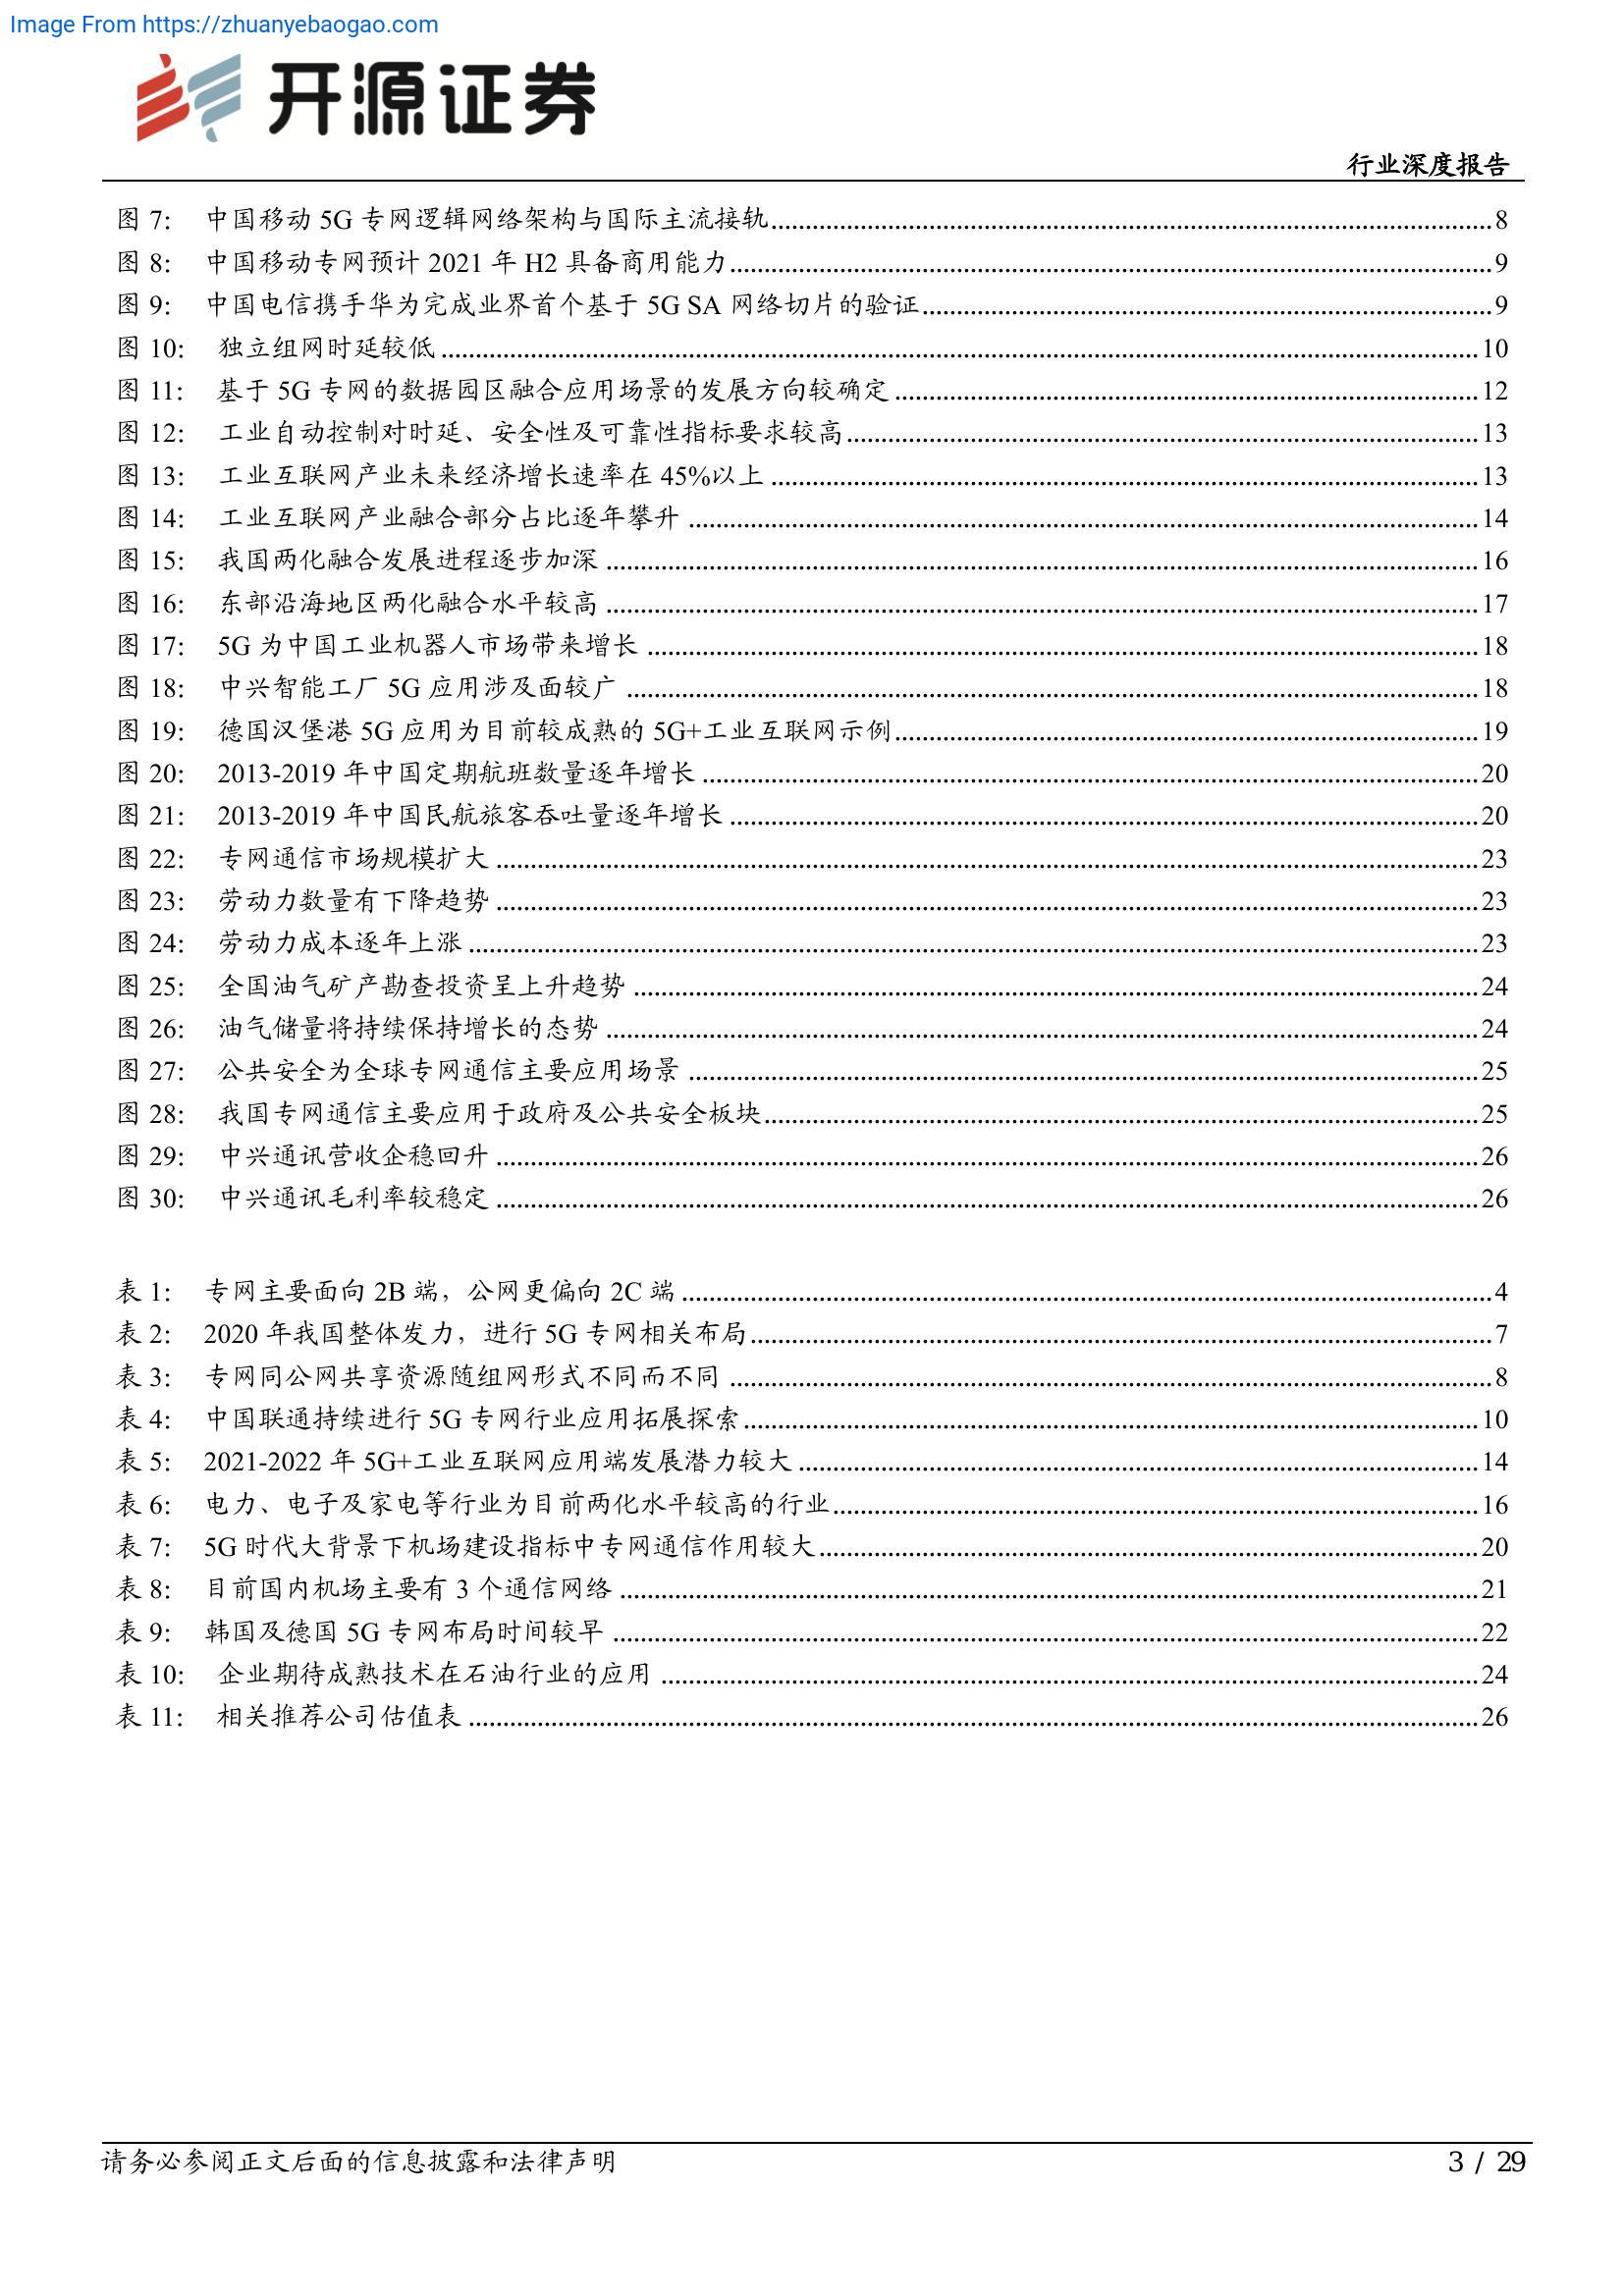 Image From https://zhuanyebaogao.com
开源证券
行业深度报告
图 7: 中国移动 5G 专网逻辑网络架构与国际主流接轨 8
图 8: 中国移动专网预计 2021 年 H2 具备商用能力 9
图 9: 中国电信携手华为完成业界首个基于 5G SA 网络切片的验证 9
图 10: 独立组网时延较低 10
图 11: 基于 5G 专网的数据园区融合应用场景的发展方向较确定 12
图 12: 工业自动控制对时延、安全性及可靠性指标要求较高 13
图 13: 工业互联网产业未来经济增长速率在 45%以上 13
图 14: 工业互联网产业融合部分占比逐年攀升 14
图 15: 我国两化融合发展进程逐步加深 16
图 16: 东部沿海地区两化融合水平较高 17
图 17: 5G 为中国工业机器人市场带来增长 18
图 18: 中兴智能工厂 5G 应用涉及面较广 18
图 19: 德国汉堡港 5G 应用为目前较成熟的 5G+工业互联网示例 19
图 20: 2013-2019 年中国定期航班数量逐年增长 20
图 21: 2013-2019 年中国民航旅客吞吐量逐年增长 20
图 22: 专网通信市场规模扩大 23
图 23: 劳动力数量有下降趋势 23
图 24: 劳动力成本逐年上涨 23
图 25: 全国油气矿产勘查投资呈上升趋势 24
图 26: 油气储量将持续保持增长的态势 24
图 27: 公共安全为全球专网通信主要应用场景 25
图 28: 我国专网通信主要应用于政府及公共安全板块 25
图 29: 中兴通讯营收企稳回升 26
图 30: 中兴通讯毛利率较稳定 26
表 1: 专网主要面向 2B 端，公网更偏向 2C 端 4
表 2: 2020 年我国整体发力，进行 5G 专网相关布局 7
表 3: 专网同公网共享资源随组网形式不同而不同 8
表 4: 中国联通持续进行 5G 专网行业应用拓展探索 10
表 5: 2021-2022 年 5G+工业互联网应用端发展潜力较大 14
表 6: 电力、电子及家电等行业为目前两化水平较高的行业 16
表 7: 5G 时代大背景下机场建设指标中专网通信作用较大 20
表 8: 目前国内机场主要有 3 个通信网络 21
表 9: 韩国及德国 5G 专网布局时间较早 22
表 10: 企业期待成熟技术在石油行业的应用 24
表 11: 相关推荐公司估值表 26
请务必参阅正文后面的信息披露和法律声明 3 / 29